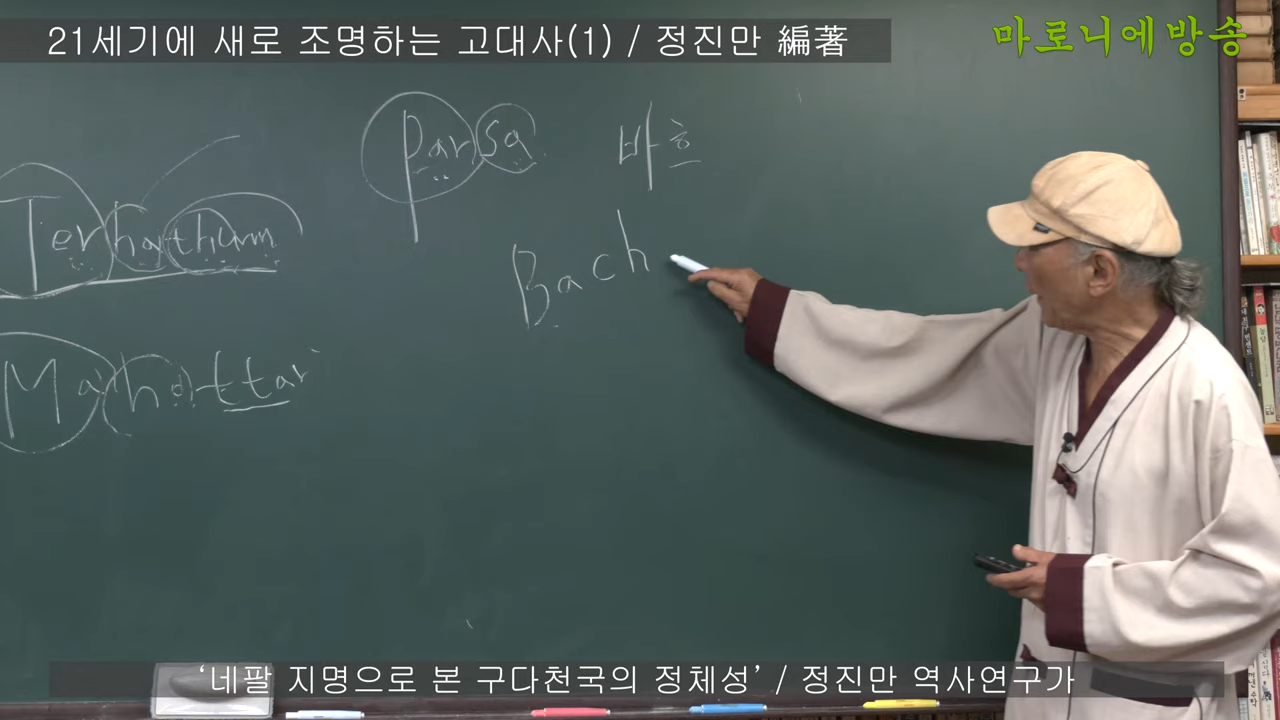 21세기에 새로 조명하는 고대사(1) / 정진만 編著
마로니에방송
Parsa
바흐
Terhathum
Bach
Mahottari
‘네팔 지명으로 본 구다천국의 정체성’ / 정진만 역사연구가